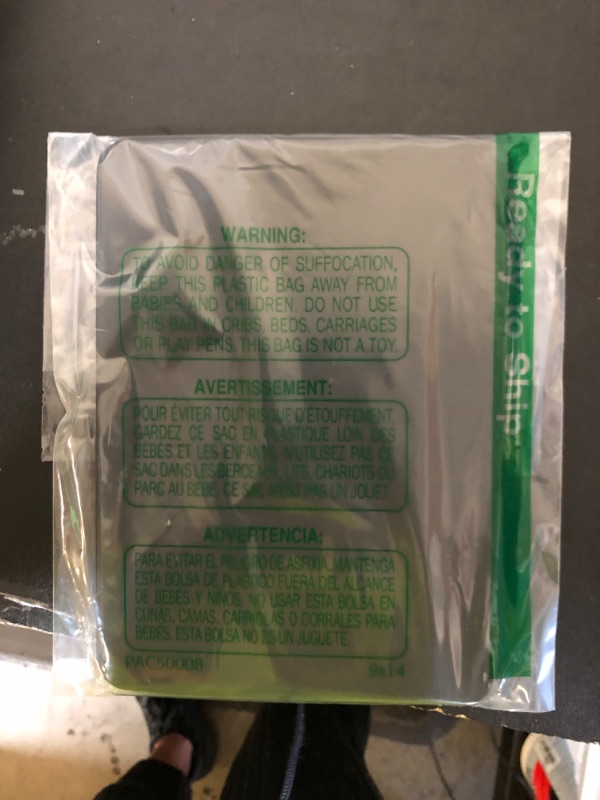 WARNING:
TO AVOID DANGER OF SUFFOCATION,
KEEP THIS PLASTIC BAG AWAY FROM
BABIES AND CHILDREN. DO NOT USE
THIS BAG IN CRIBS, BEDS, CARRIAGES
OR PLAY PENS. THIS BAG IS NOT A TOY.
AVERTISSEMENT:
POUR ÉVITER TOUT RISQUE D'ÉTOUFFEMENT,
GARDEZ CE SAC EN PLASTIQUE LOIN DES
BÉBÉS ET LES ENFANTS. N'UTILISEZ PAS CE
SAC DANS LES BERCEAUX, LITS, CHARIOTS OU
PARC AU BÉBÉ. CE SAC N'EST PAS UN JOUET.
ADVERTENCIA:
PARA EVITAR EL PELIGRO DE ASFIXIA, MANTENGA
ESTA BOLSA DE PLASTICO FUERA DEL ALCANCE
DE BEBÉS Y NIÑOS. NO USAR ESTA BOLSA EN
CUNAS, CAMAS, CARRIOLAS O CORRALES PARA
BEBÉS. ESTA BOLSA NO ES UN JUGUETE.
PAC50008
9x14
Ready to Ship